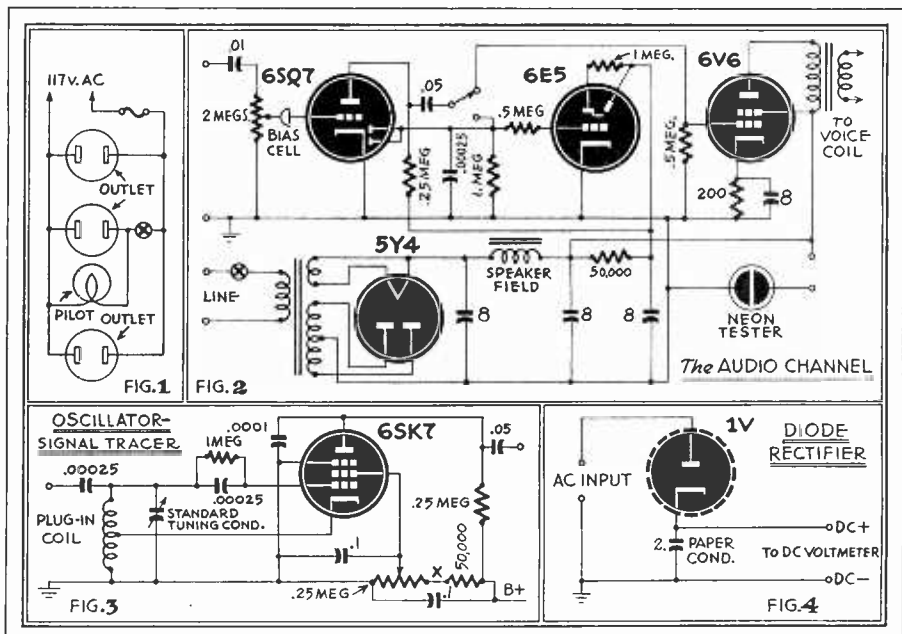 117v. AC
OUTLET
PILOT
OUTLET
FIG.1
.01
6SQ7
2 MEGS.
BIAS
CELL
.05
.25 MEG
.00025
1 MEG
.5 MEG
6E5
1 MEG.
6V6
.5 MEG.
TO
VOICE
COIL
200
8
5Y4
LINE
SPEAKER
FIELD
50,000
8
8
8
NEON
TESTER
The AUDIO CHANNEL
FIG. 2
OSCILLATOR-
SIGNAL TRACER
.0001
6SK7
.05
1MEG
.00025
.00025
STANDARD
TUNING COND.
PLUG-IN
COIL
.25 MEG
.1
50,000
X
.1
.25 MEG
B+
FIG.3
1V
DIODE
RECTIFIER
AC INPUT
2.
PAPER
COND.
DC+
TO DC VOLTMETER
DC-
FIG.4